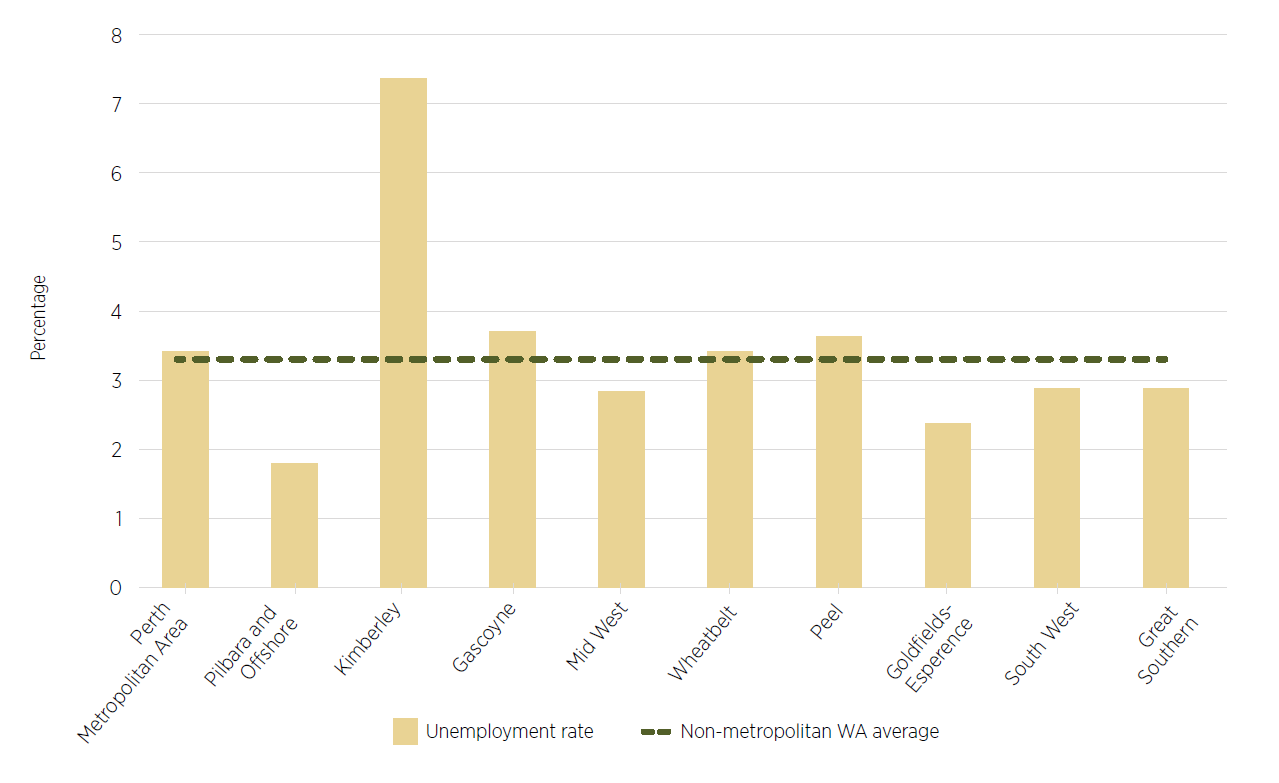 8
7
6
5
4
3
2
1
0
Percentage
Perth
Metropolitan Area
Pilbara and
Offshore
Kimberley
Gascoyne
Mid West
Wheatbelt
Peel
Goldfields-
Esperence
South West
Great
Southern
Unemployment rate
Non-metropolitan WA average